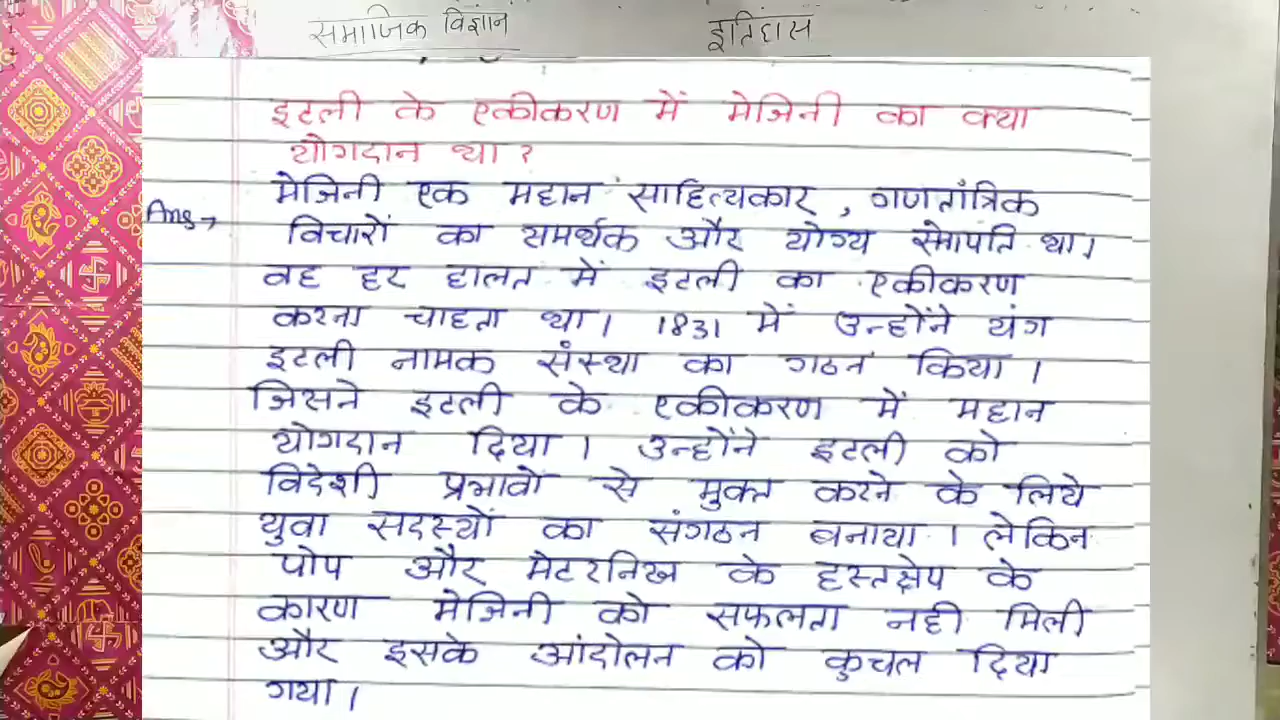 समाजिक विज्ञान इतिहास
इटली के एकीकरण में मेजिनी का क्या
योगदान था ?
मेजिनी एक महान साहित्यकार , गणतांत्रिक
Ans→ विचारों का समर्थक और योग्य सेनापति था।
वह हर हालत में इटली का एकीकरण
करना चाहता था। 1831 में उन्होंने यंग
इटली नामक संस्था का गठन किया ।
जिसने इटली के एकीकरण में महान
योगदान दिया । उन्होंने इटली को
विदेशी प्रभावों से मुक्त करने के लिये
युवा सदस्यों का संगठन बनाया । लेकिन
पोप और मेटरनिख के हस्तक्षेप के
कारण मेजिनी को सफलता नही मिली
और इसके आंदोलन को कुचल दिया
गया ।